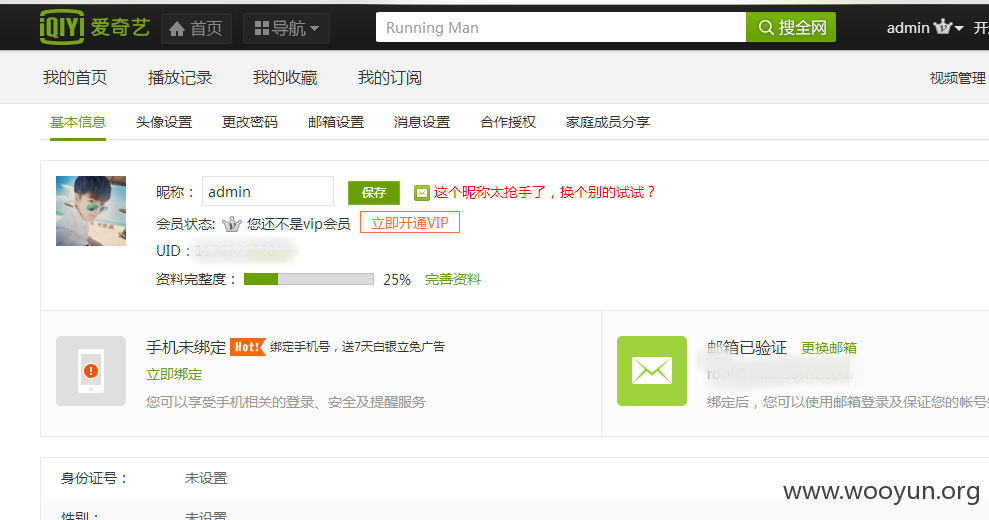 iQIYI 爱奇艺 首页 导航 Running Man 搜全网 admin 开
我的首页 播放记录 我的收藏 我的订阅 视频管理
基本信息 头像设置 更改密码 邮箱设置 消息设置 合作授权 家庭成员分享
昵称： admin 保存 这个昵称太抢手了，换个别的试试？
会员状态: 您还不是vip会员 立即开通VIP
UID：
资料完整度： 25% 完善资料
手机未绑定 Hot! 绑定手机号，送7天白银立免广告
立即绑定
您可以享受手机相关的登录、安全及提醒服务
邮箱已验证 更换邮箱
绑定后，您可以使用邮箱登录及保证您的帐号
身份证号： 未设置
性别： 未设置
www.wooyun.org